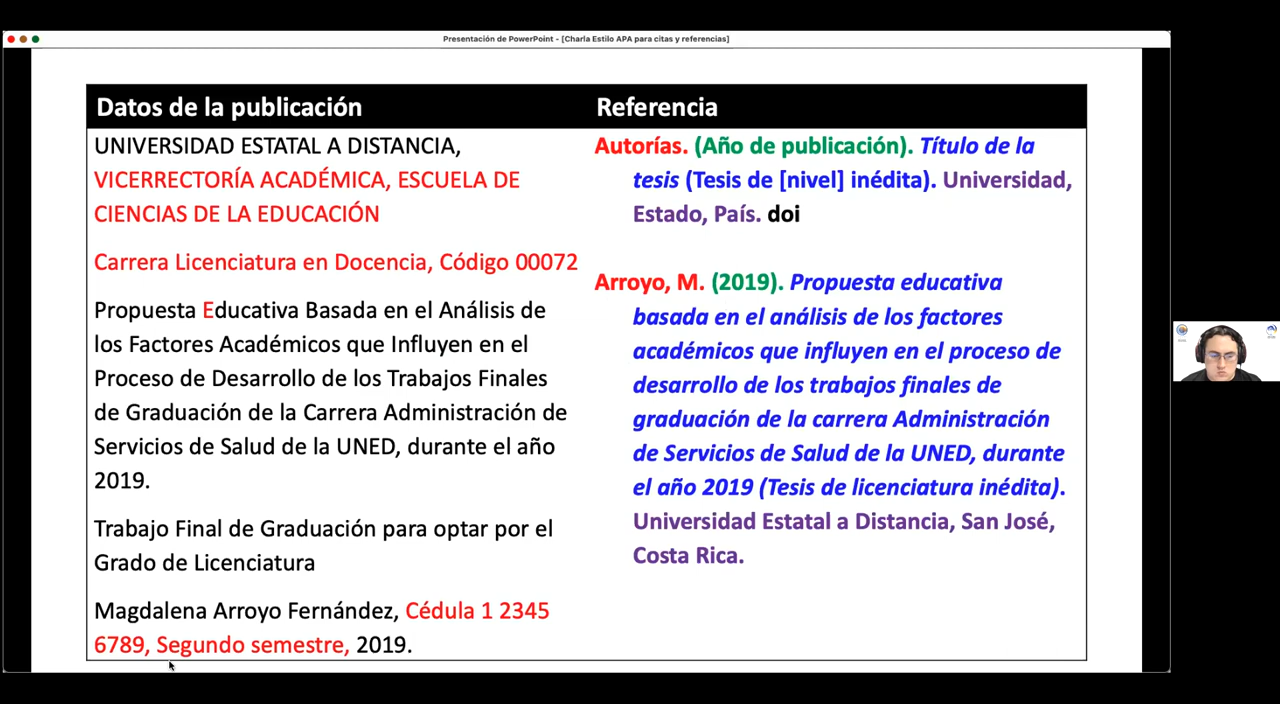 Presentación de PowerPoint - [Charla Estilo APA para citas y referencias]
Datos de la publicación
UNIVERSIDAD ESTATAL A DISTANCIA,
VICERRECTORÍA ACADÉMICA, ESCUELA DE
CIENCIAS DE LA EDUCACIÓN
Carrera Licenciatura en Docencia, Código 00072
Propuesta Educativa Basada en el Análisis de
los Factores Académicos que Influyen en el
Proceso de Desarrollo de los Trabajos Finales
de Graduación de la Carrera Administración de
Servicios de Salud de la UNED, durante el año
2019.
Trabajo Final de Graduación para optar por el
Grado de Licenciatura
Magdalena Arroyo Fernández, Cédula 1 2345
6789, Segundo semestre, 2019.
Referencia
Autorías. (Año de publicación). Título de la
tesis (Tesis de [nivel] inédita). Universidad,
Estado, País. doi
Arroyo, M. (2019). Propuesta educativa
basada en el análisis de los factores
académicos que influyen en el proceso de
desarrollo de los trabajos finales de
graduación de la carrera Administración
de Servicios de Salud de la UNED, durante
el año 2019 (Tesis de licenciatura inédita).
Universidad Estatal a Distancia, San José,
Costa Rica.